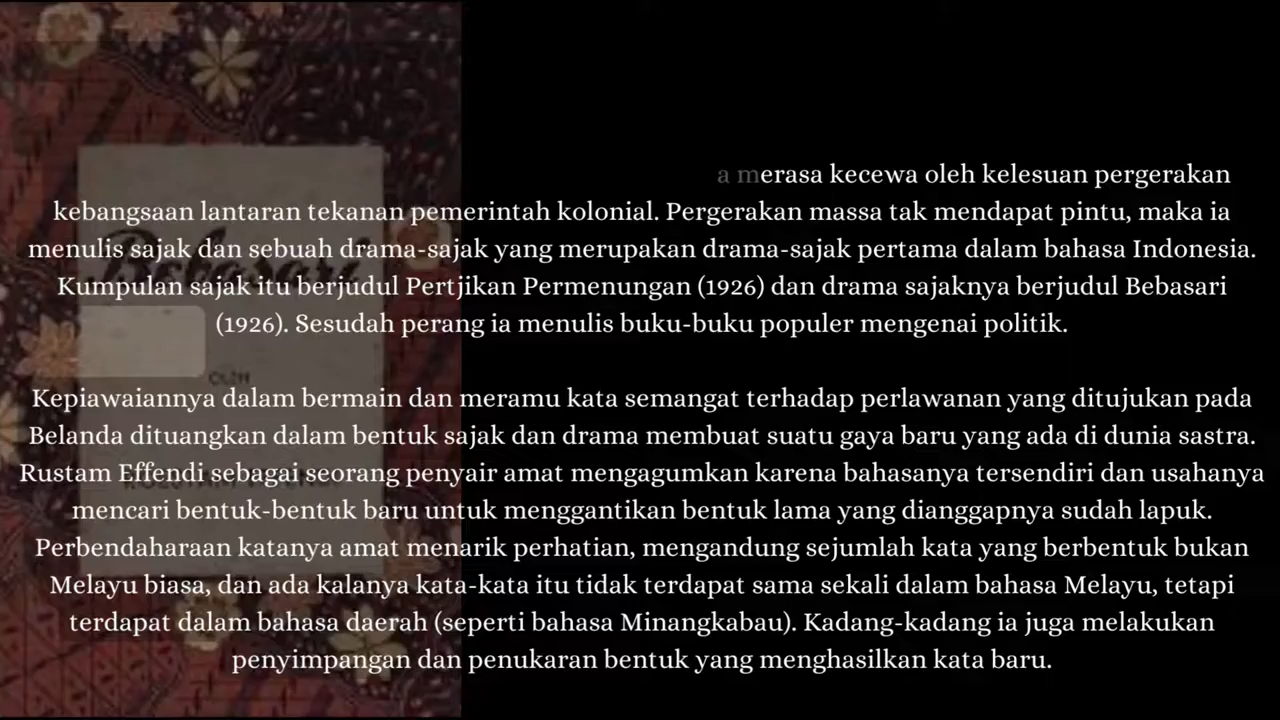 a merasa kecewa oleh kelesuan pergerakan
kebangsaan lantaran tekanan pemerintah kolonial. Pergerakan massa tak mendapat pintu, maka ia
menulis sajak dan sebuah drama-sajak yang merupakan drama-sajak pertama dalam bahasa Indonesia.
Kumpulan sajak itu berjudul Pertjikan Permenungan (1926) dan drama sajaknya berjudul Bebasari
(1926). Sesudah perang ia menulis buku-buku populer mengenai politik.
Kepiawaiannya dalam bermain dan meramu kata semangat terhadap perlawanan yang ditujukan pada
Belanda dituangkan dalam bentuk sajak dan drama membuat suatu gaya baru yang ada di dunia sastra.
Rustam Effendi sebagai seorang penyair amat mengagumkan karena bahasanya tersendiri dan usahanya
mencari bentuk-bentuk baru untuk menggantikan bentuk lama yang dianggapnya sudah lapuk.
Perbendaharaan katanya amat menarik perhatian, mengandung sejumlah kata yang berbentuk bukan
Melayu biasa, dan ada kalanya kata-kata itu tidak terdapat sama sekali dalam bahasa Melayu, tetapi
terdapat dalam bahasa daerah (seperti bahasa Minangkabau). Kadang-kadang ia juga melakukan
penyimpangan dan penukaran bentuk yang menghasilkan kata baru.
Bebasari
OLEH